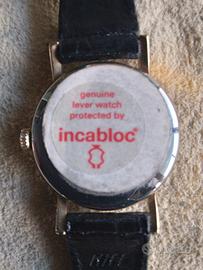 genuine
lever watch
protected by
incabloc®